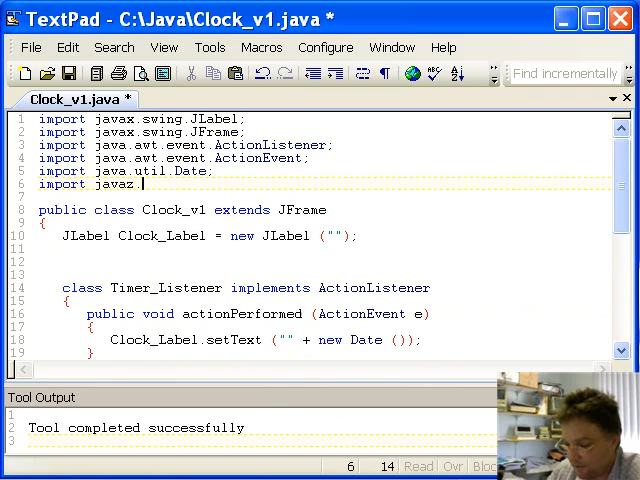 TextPad - C:\Java\Clock_v1.java *
File Edit Search View Tools Macros Configure Window Help
Find incrementally
Clock_v1.java *
1 import javax.swing.JLabel;
2 import javax.swing.JFrame;
3 import java.awt.event.ActionListener;
4 import java.awt.event.ActionEvent;
5 import java.util.Date;
6 import javaz.
7
8 public class Clock_v1 extends JFrame
9 {
10 JLabel Clock_Label = new JLabel ("");
11
12
13
14 class Timer_Listener implements ActionListener
15 {
16 public void actionPerformed (ActionEvent e)
17 {
18 Clock_Label.setText ("" + new Date ());
19 }
Tool Output
1
2 Tool completed successfully
3
6 14 Read Ovr Bloc